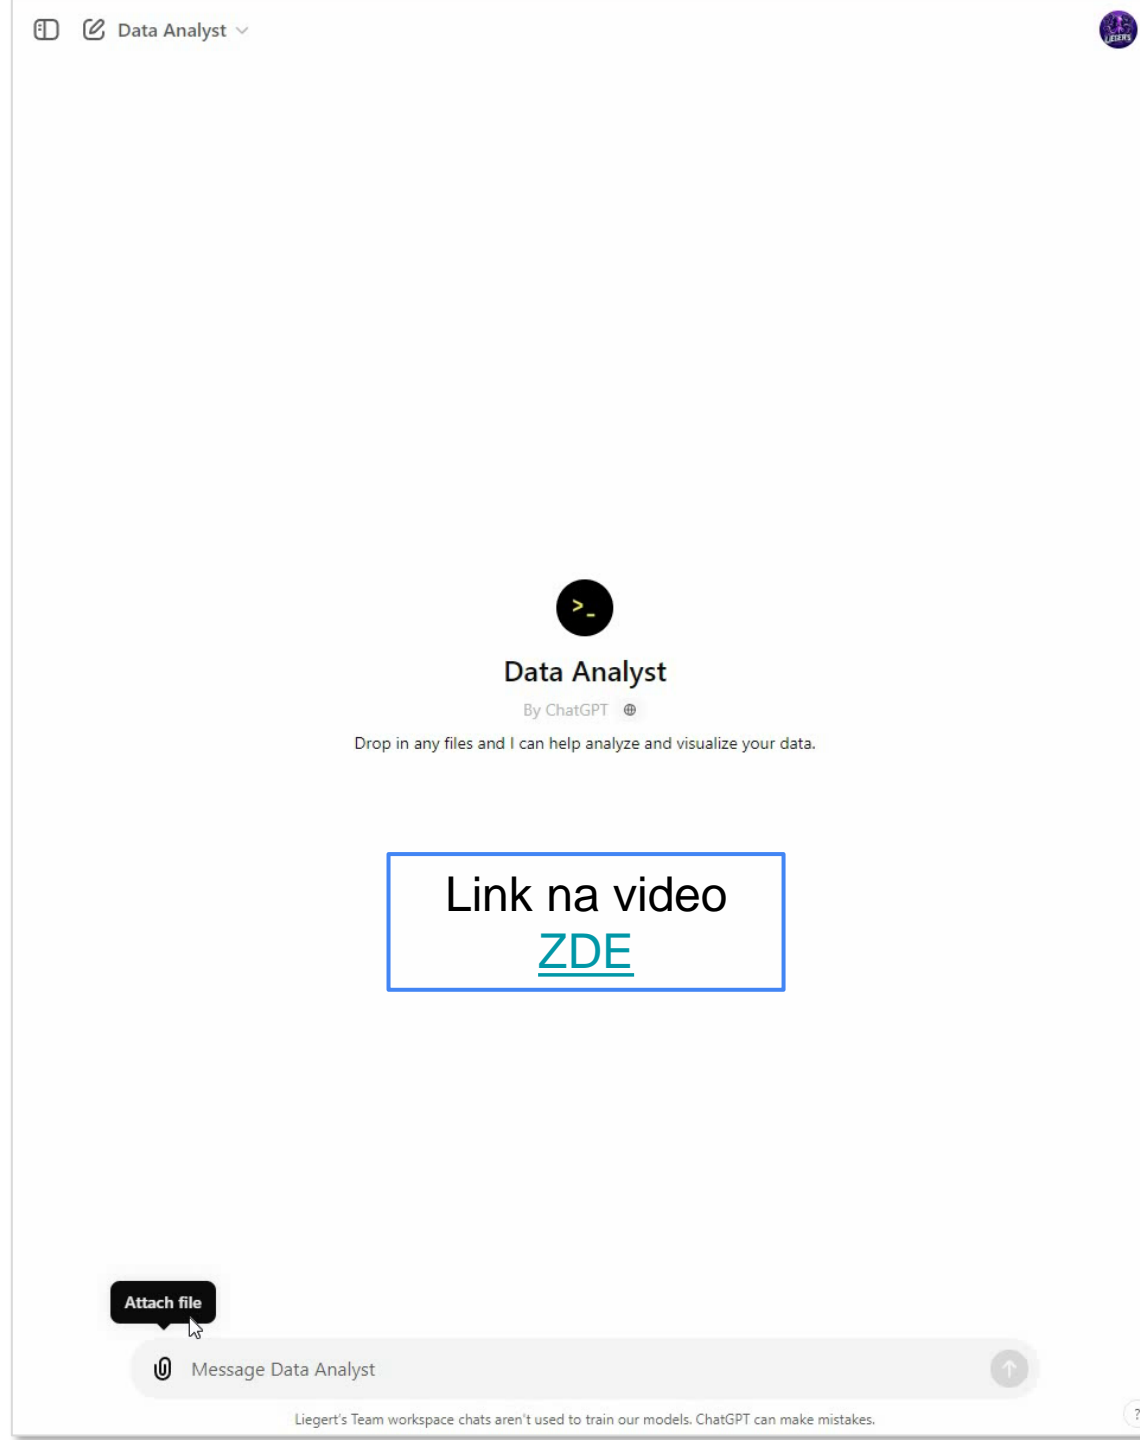 Data Analyst
LIEGERS
>_
Data Analyst
By ChatGPT
Drop in any files and I can help analyze and visualize your data.
Link na video
ZDE
Attach file
Message Data Analyst
Liegert's Team workspace chats aren't used to train our models. ChatGPT can make mistakes.
?